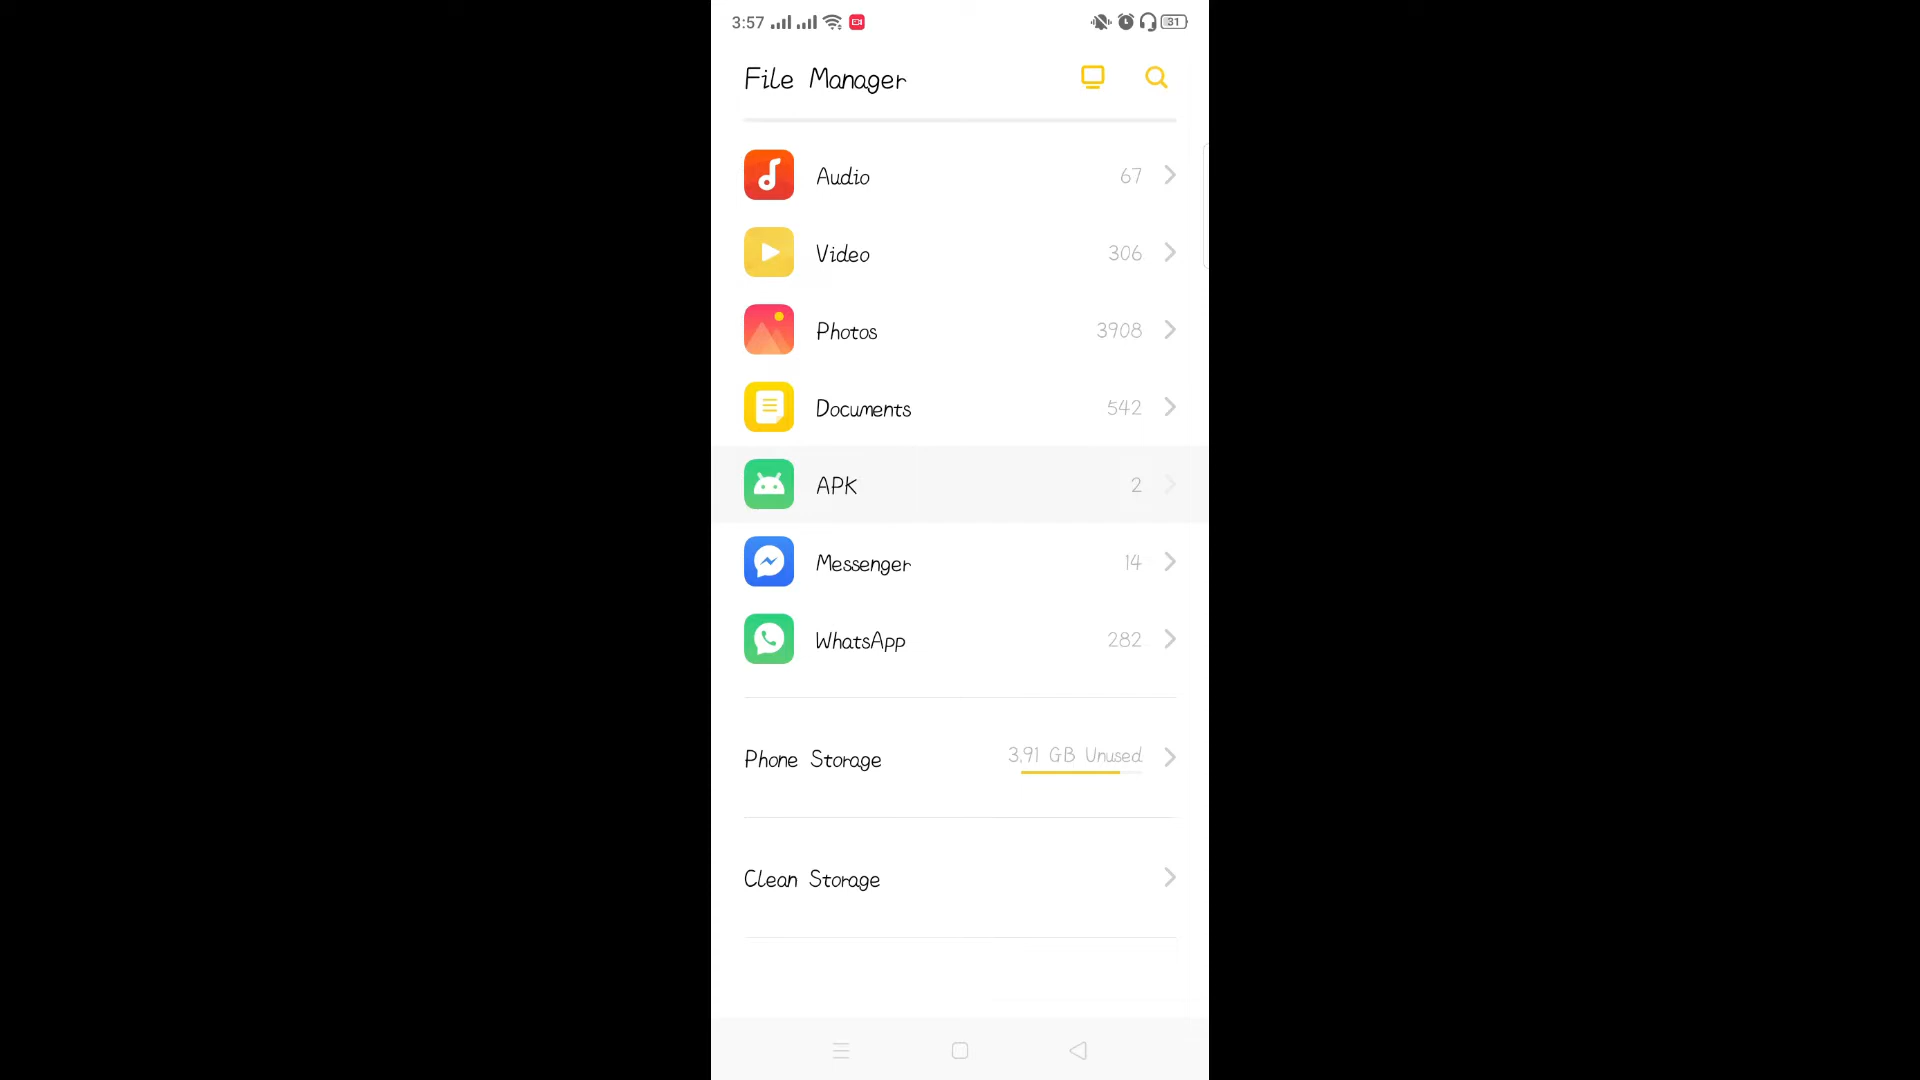 3:57 31
File Manager
Audio 67
Video 306
Photos 3908
Documents 542
APK 2
Messenger 14
WhatsApp 282
Phone Storage 3.91 GB Unused
Clean Storage